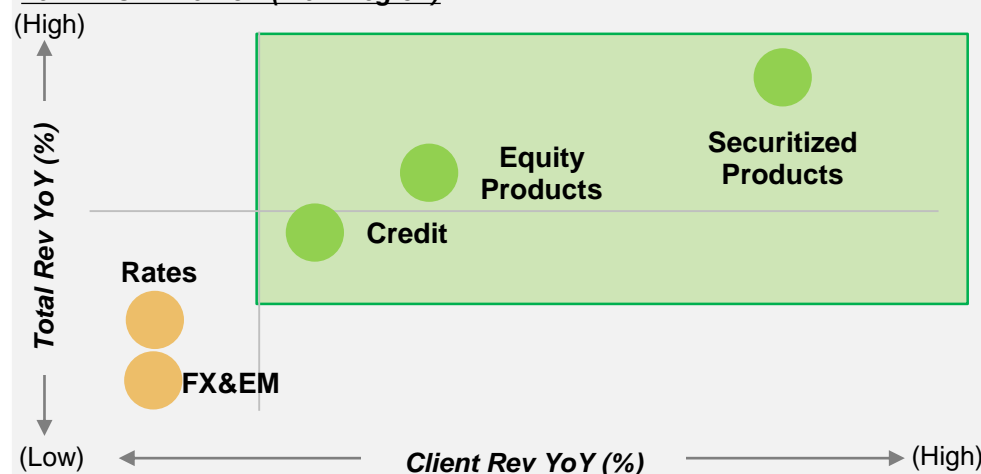 (High)
Total Rev YoY (%)
Securitized
Products
Equity
Products
Credit
Rates
FX&EM
(Low)
Client Rev YoY (%)
(High)